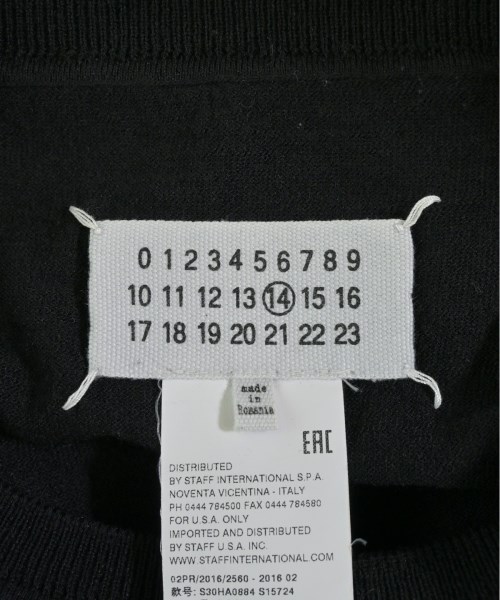 0 1 2 3 4 5 6 7 8 9
10 11 12 13 14 15 16
17 18 19 20 21 22 23
made
in
Romania
EAC
DISTRIBUTED
BY STAFF INTERNATIONAL S.P.A.
NOVENTA VICENTINA - ITALY
PH 0444 784500 FAX 0444 784580
FOR U.S.A. ONLY
IMPORTED AND DISTRIBUTED
BY STAFF U.S.A. INC.
WWW.STAFFINTERNATIONAL.COM
02PR/2016/2560 - 2016 02
款号: S30HA0884 S15724